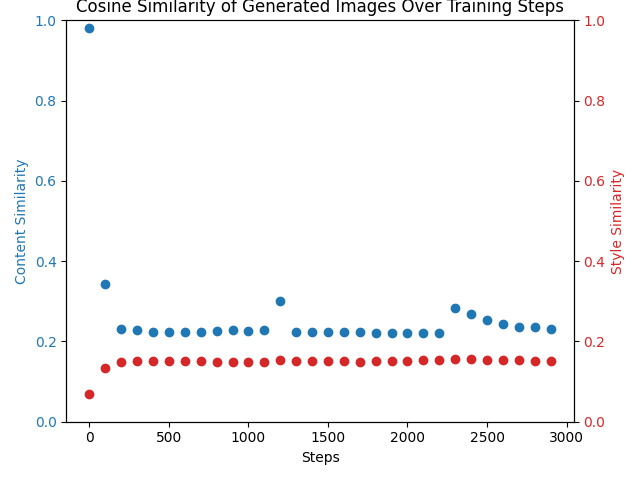 Cosine Similarity of Generated Images Over Training Steps
1.0
0.8
0.6
0.4
0.2
0.0
Content Similarity
1.0
0.8
0.6
0.4
0.2
0.0
Style Similarity
0 500 1000 1500 2000 2500 3000
Steps